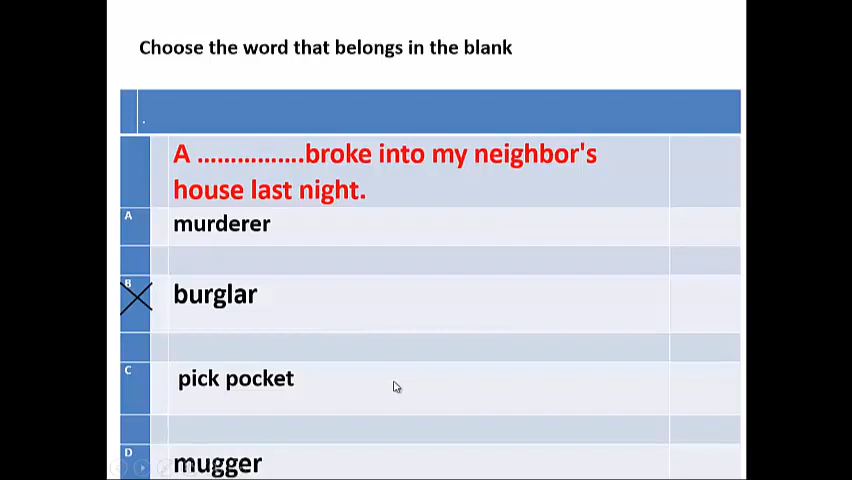 Choose the word that belongs in the blank
.
A ................broke into my neighbor's
house last night.
A
murderer
B
burglar
C
pick pocket
D
mugger